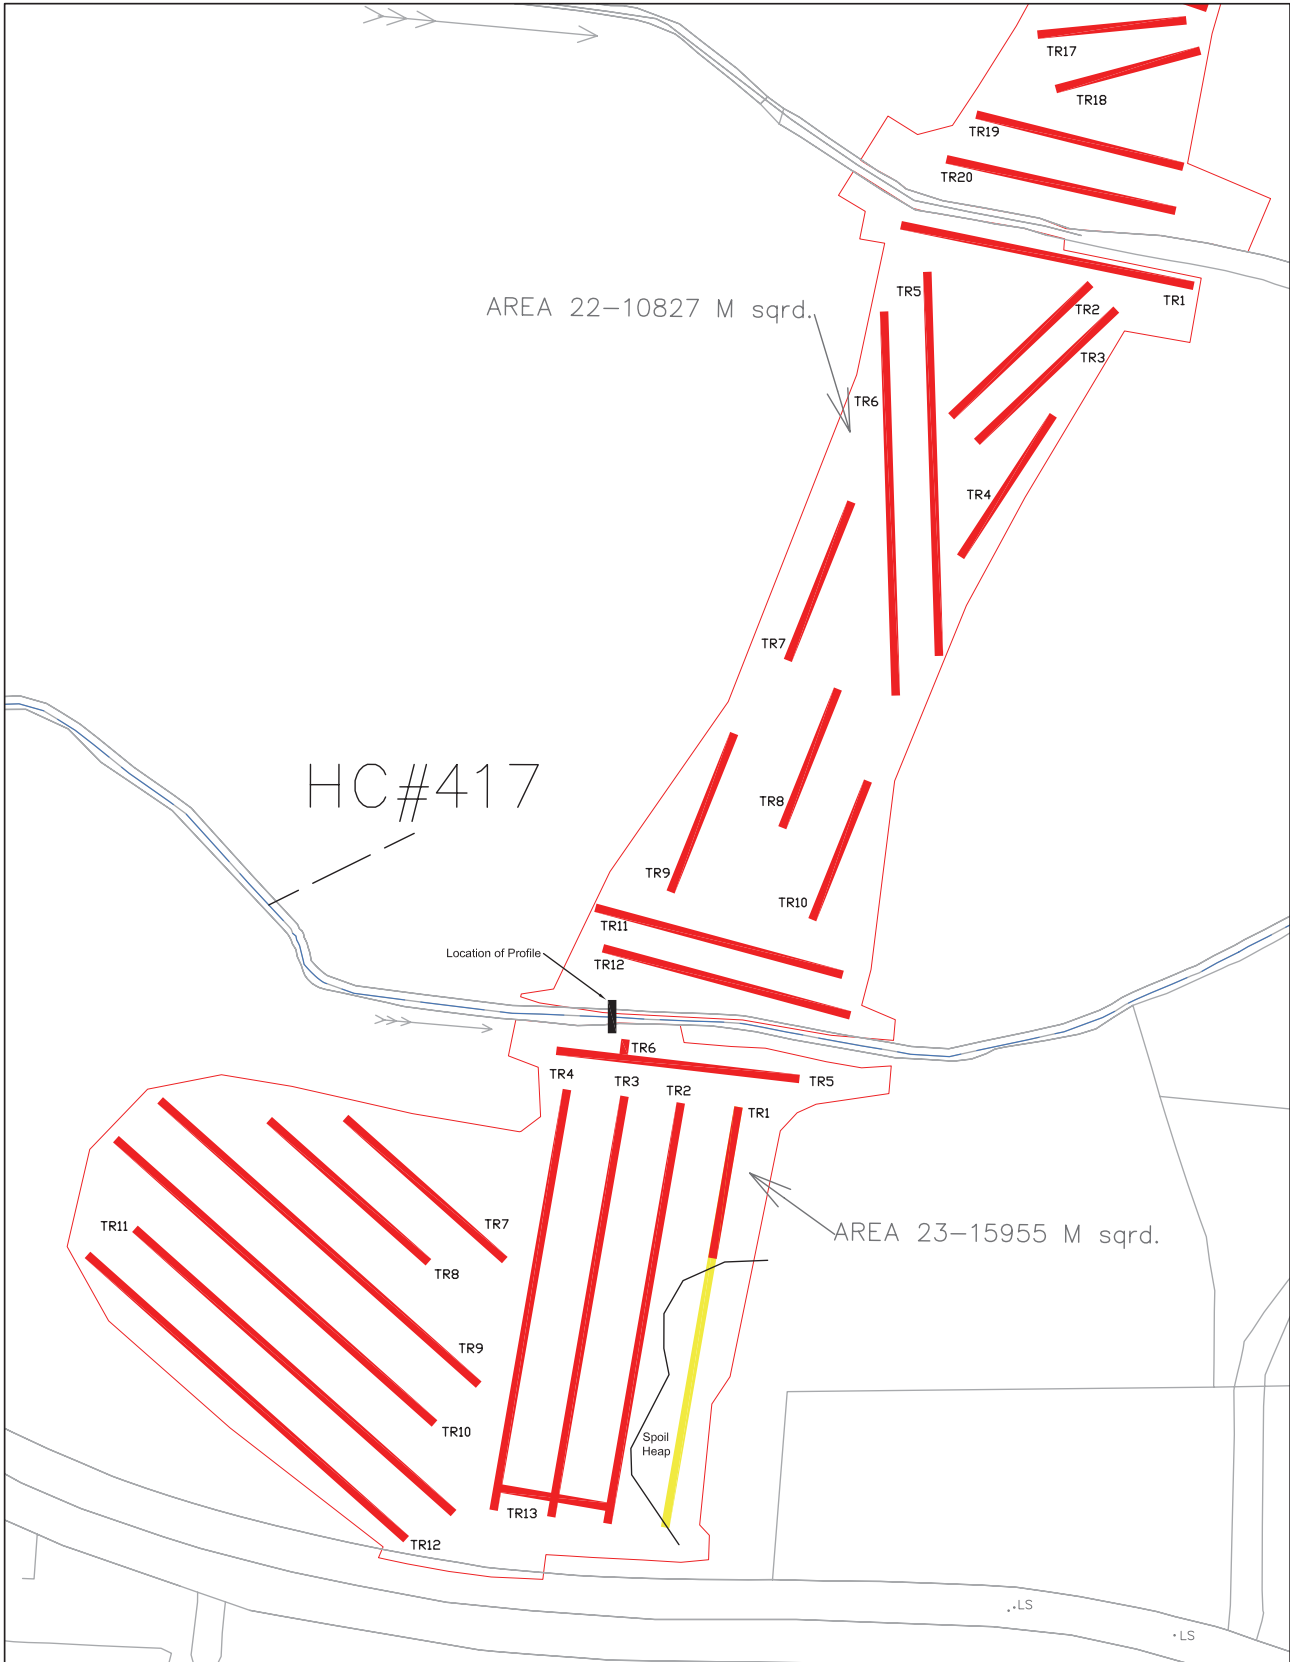 TR17
TR18
TR19
TR20
TR5
TR1
AREA 22-10827 M sqrd.
TR2
TR3
TR6
TR4
TR7
HC#417
TR8
TR9
TR10
TR11
Location of Profile
TR12
TR6
TR4
TR3
TR5
TR2
TR1
TR7
TR11
AREA 23-15955 M sqrd.
TR8
TR9
TR10
Spoil
Heap
TR13
TR12
LS
LS